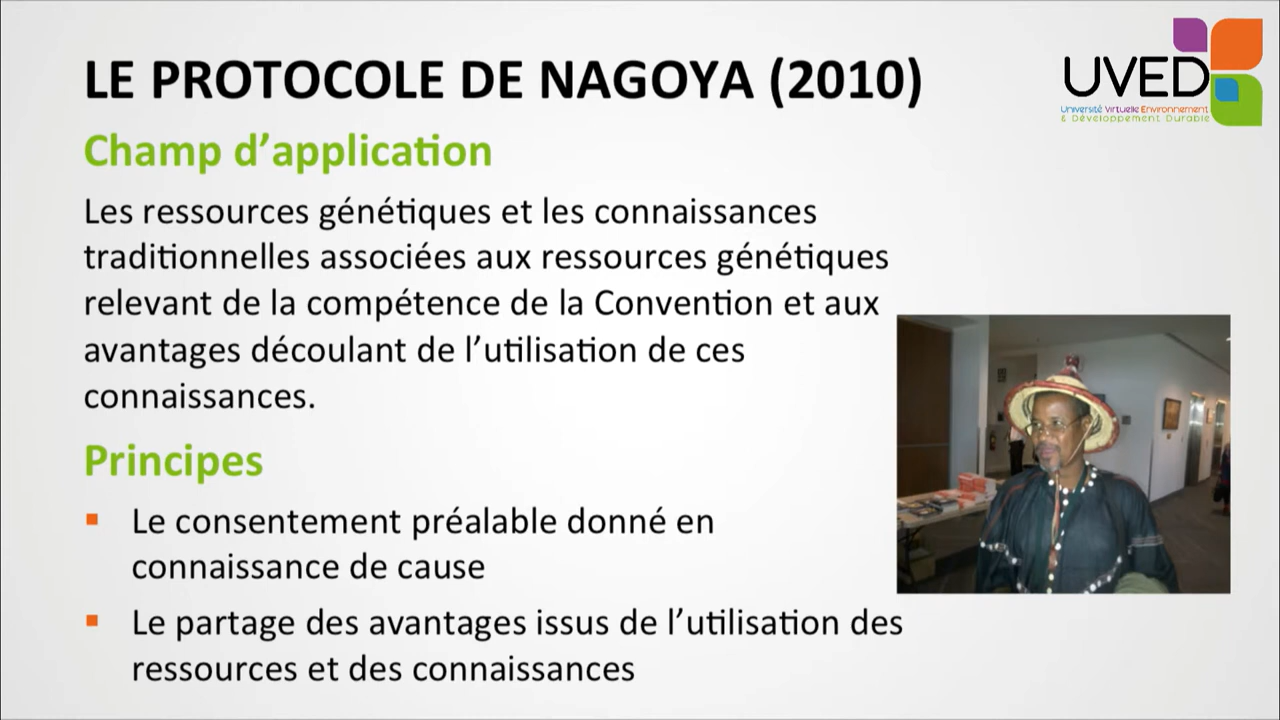 LE PROTOCOLE DE NAGOYA (2010)
UVED
Université Virtuelle Environnement
& Développement Durable
Champ d’application
Les ressources génétiques et les connaissances
traditionnelles associées aux ressources génétiques
relevant de la compétence de la Convention et aux
avantages découlant de l’utilisation de ces
connaissances.
Principes
Le consentement préalable donné en
connaissance de cause
Le partage des avantages issus de l’utilisation des
ressources et des connaissances